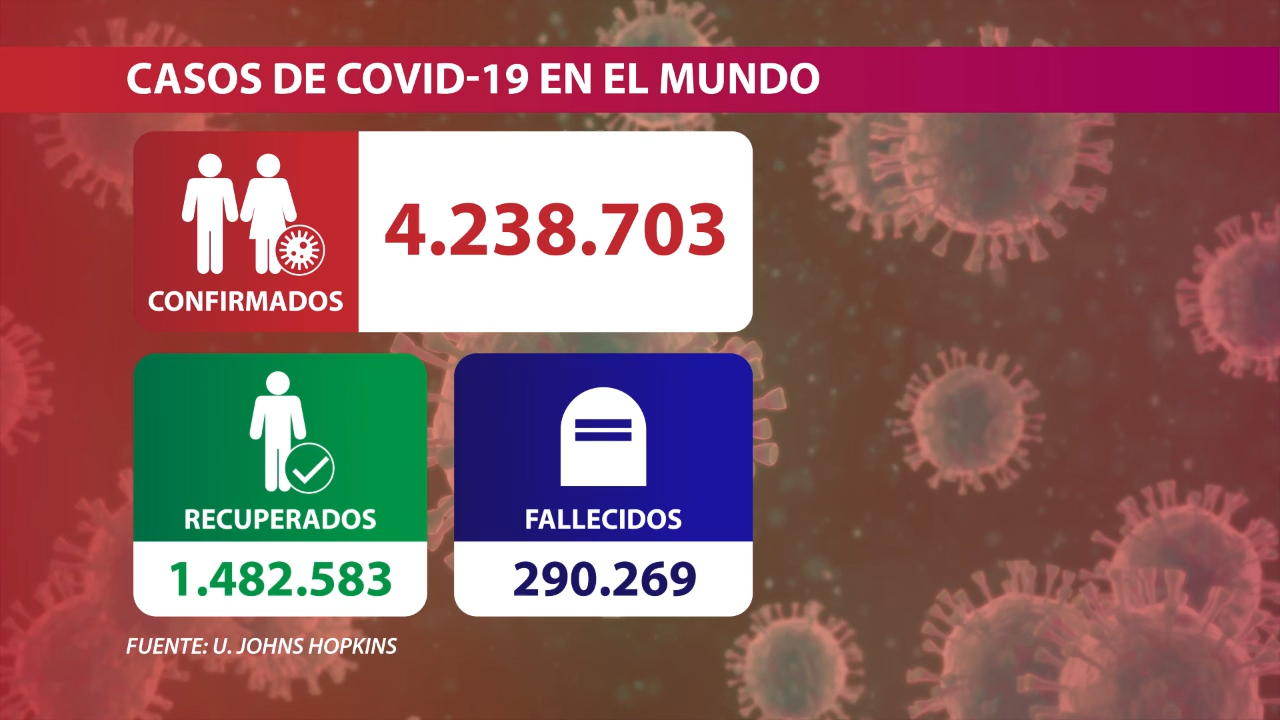 CASOS DE COVID-19 EN EL MUNDO
CONFIRMADOS
4.238.703
RECUPERADOS
1.482.583
FALLECIDOS
290.269
FUENTE: U. JOHNS HOPKINS